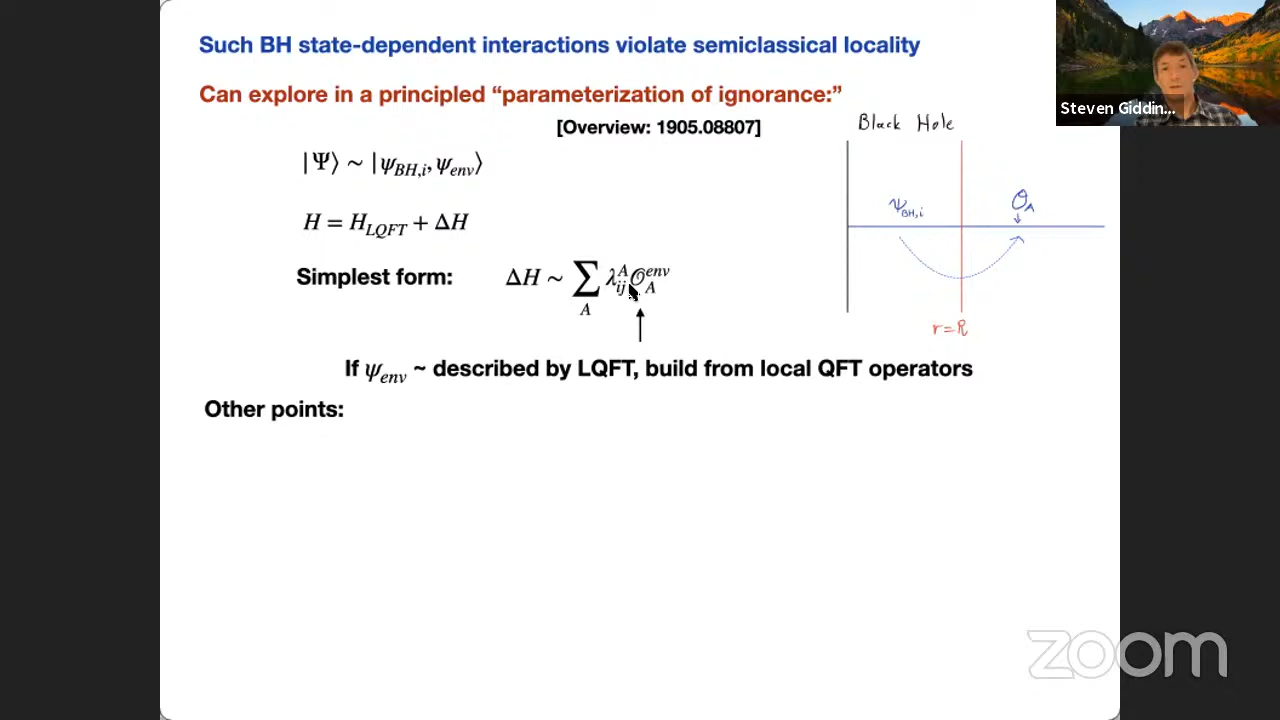 Such BH state-dependent interactions violate semiclassical locality
Steven Giddin...
Can explore in a principled “parameterization of ignorance:”
[Overview: 1905.08807]
Black Hole
|Ψ⟩ ∼ |ψ_{BH,i}, ψ_{env}⟩
ψ_{BH,i}
𝒪_A
H = H_{LQFT} + ΔH
Simplest form: ΔH ∼ ∑_A λ^A_{ij} 𝒪^{env}_A
r=R
If ψ_{env} ~ described by LQFT, build from local QFT operators
Other points:
zoom